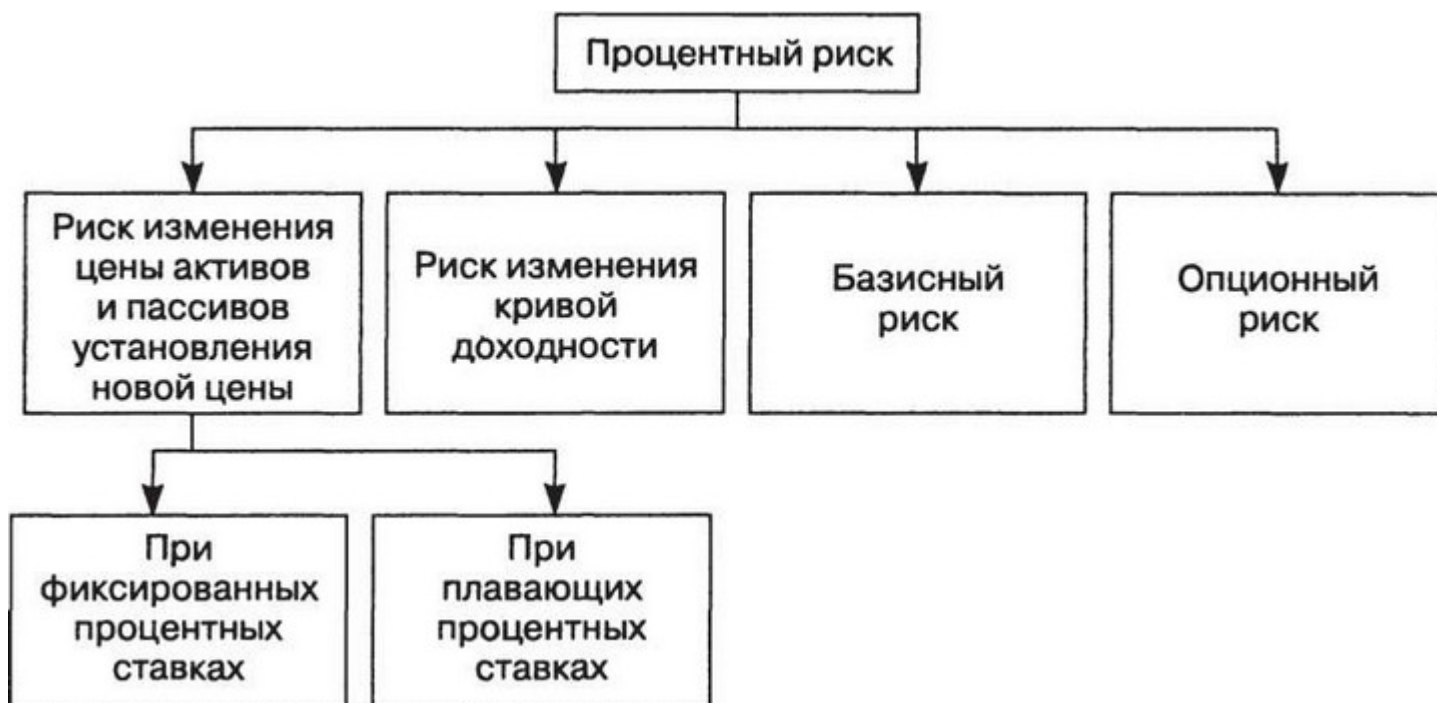 Процентный риск
Риск изменения
цены активов
и пассивов
установления
новой цены
Риск изменения
кривой
доходности
Базисный
риск
Опционный
риск
При
фиксированных
процентных
ставках
При
плавающих
процентных
ставках